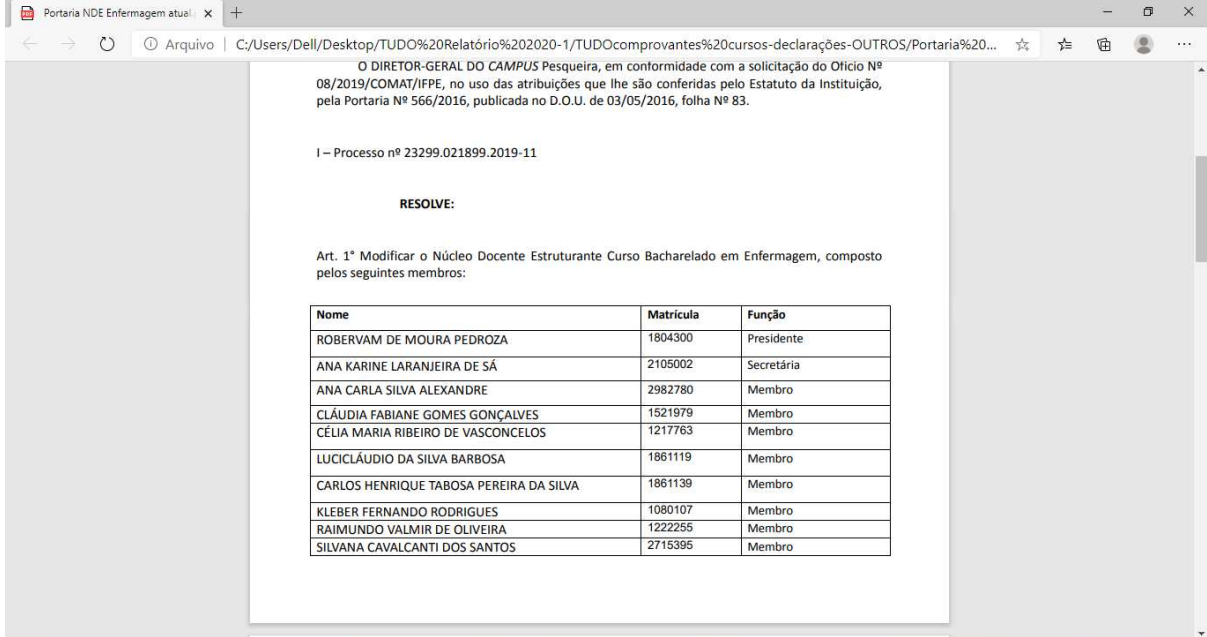 Portaria NDE Enfermagem atual
Arquivo | C:/Users/Dell/Desktop/TUDO%20Relatório%202020-1/TUDOcomprovantes%20cursos-declarações-OUTROS/Portaria%20...
O DIRETOR-GERAL DO CAMPUS Pesqueira, em conformidade com a solicitação do Oficio Nº
08/2019/COMAT/IFPE, no uso das atribuições que lhe são conferidas pelo Estatuto da Instituição,
pela Portaria Nº 566/2016, publicada no D.O.U. de 03/05/2016, folha Nº 83.
I – Processo nº 23299.021899.2019-11
RESOLVE:
Art. 1° Modificar o Núcleo Docente Estruturante Curso Bacharelado em Enfermagem, composto
pelos seguintes membros:
Nome Matrícula Função
ROBERVAM DE MOURA PEDROZA 1804300 Presidente
ANA KARINE LARANJEIRA DE SÁ 2105002 Secretária
ANA CARLA SILVA ALEXANDRE 2982780 Membro
CLÁUDIA FABIANE GOMES GONÇALVES 1521979 Membro
CÉLIA MARIA RIBEIRO DE VASCONCELOS 1217763 Membro
LUCICLÁUDIO DA SILVA BARBOSA 1861119 Membro
CARLOS HENRIQUE TABOSA PEREIRA DA SILVA 1861139 Membro
KLEBER FERNANDO RODRIGUES 1080107 Membro
RAIMUNDO VALMIR DE OLIVEIRA 1222255 Membro
SILVANA CAVALCANTI DOS SANTOS 2715395 Membro